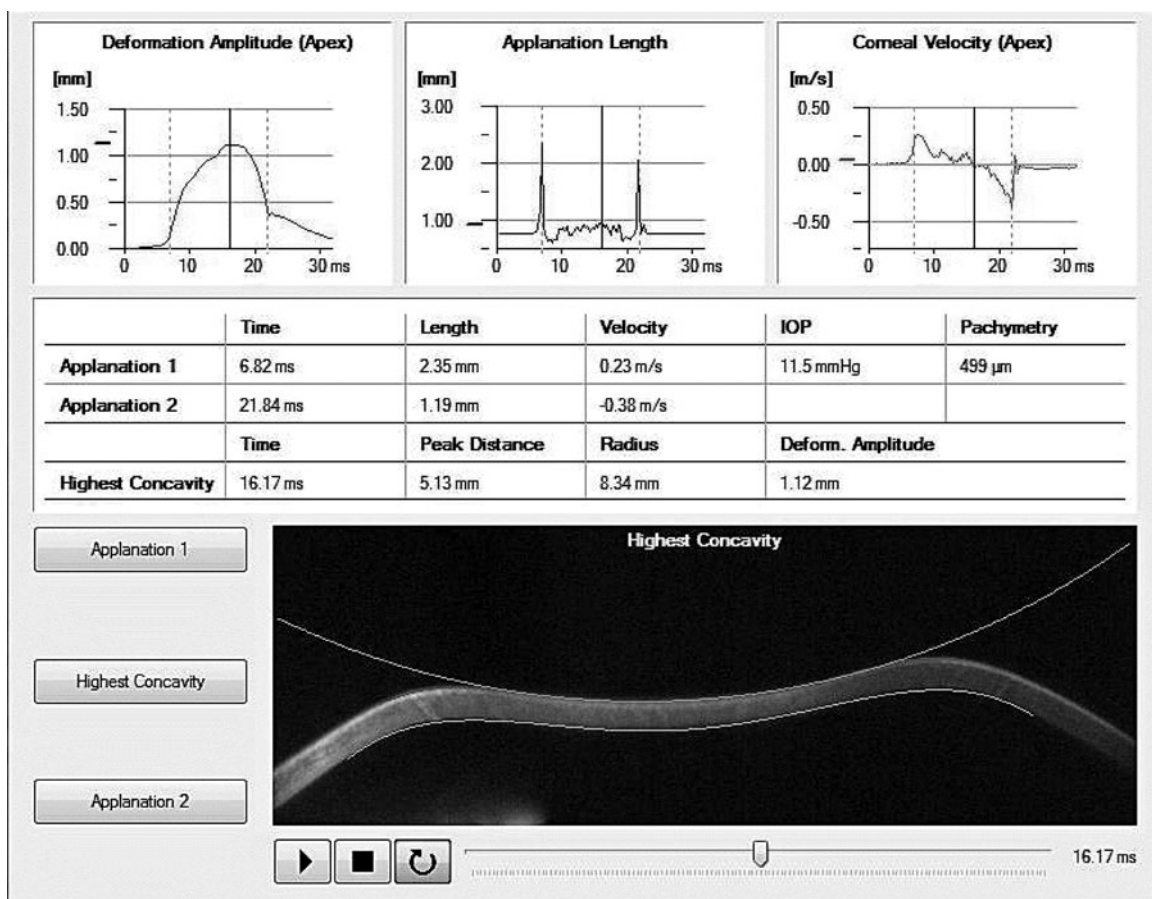 Deformation Amplitude (Apex)
[mm]
1.50
1.00
0.50
0.00
0 10 20 30 ms
Applanation Length
[mm]
3.00
2.00
1.00
0 10 20 30 ms
Corneal Velocity (Apex)
[m/s]
0.50
0.00
-0.50
0 10 20 30 ms
Time Length Velocity IOP Pachymetry
Applanation 1 6.82 ms 2.35 mm 0.23 m/s 11.5 mmHg 499 µm
Applanation 2 21.84 ms 1.19 mm -0.38 m/s
Time Peak Distance Radius Deform. Amplitude
Highest Concavity 16.17 ms 5.13 mm 8.34 mm 1.12 mm
Applanation 1
Highest Concavity
Applanation 2
Highest Concavity
16.17 ms